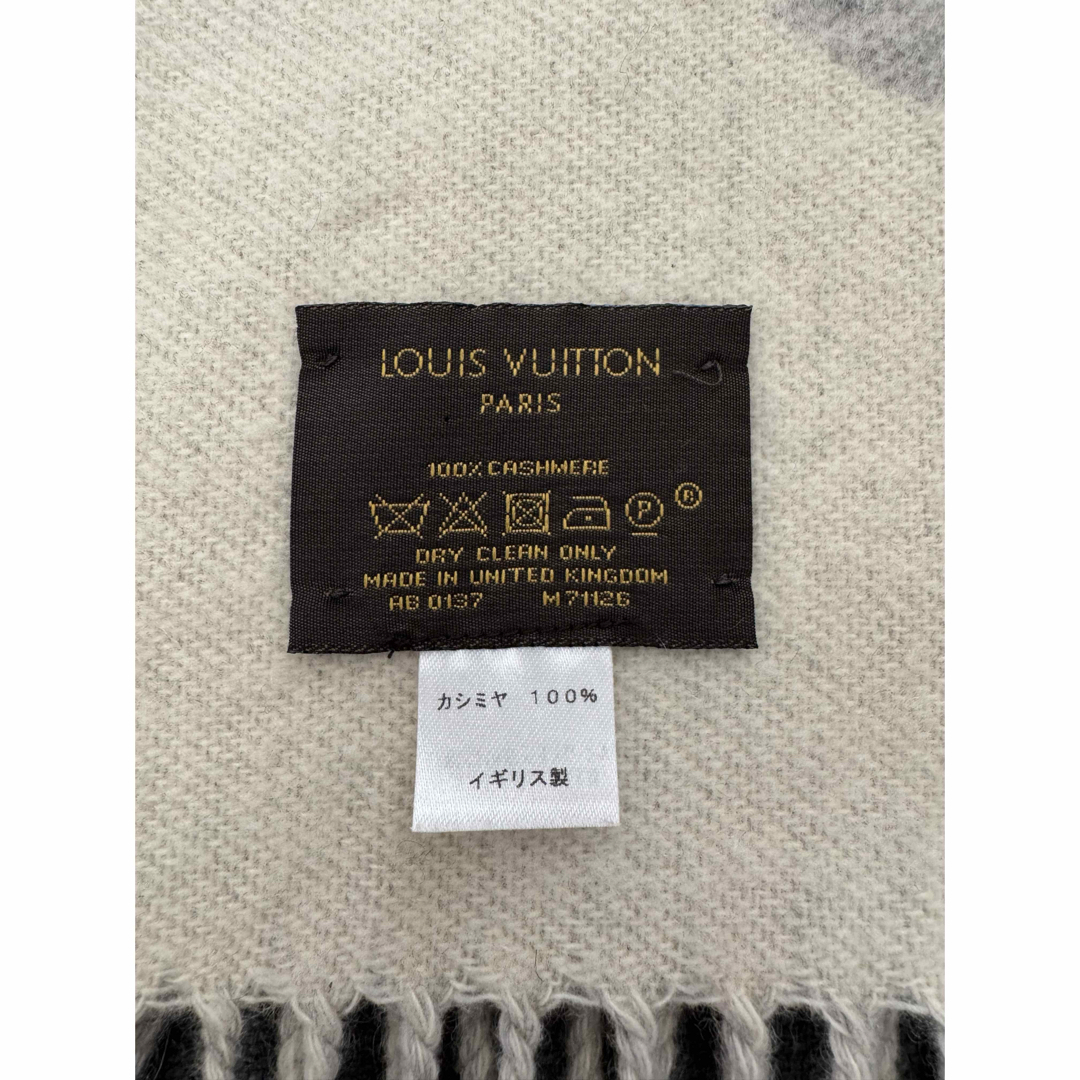 LOUIS VUITTON
PARIS
100% CASHMERE
P ®
DRY CLEAN ONLY
MADE IN UNITED KINGDOM
AB 0137 M71126
カシミヤ 100%
イギリス製